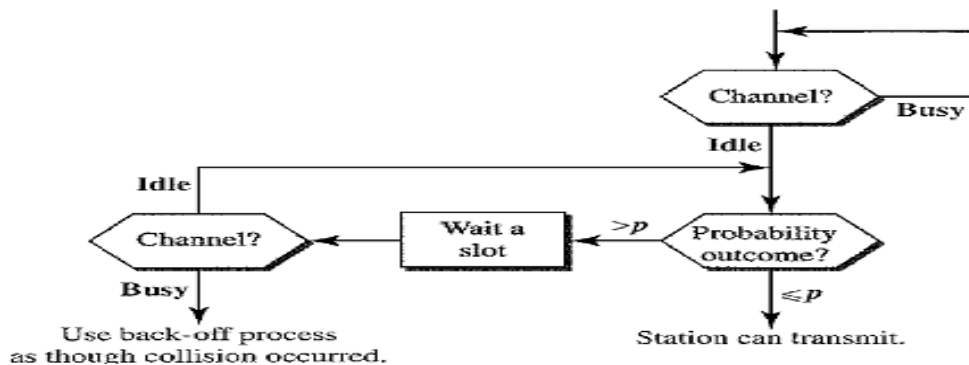 Channel?
Busy
Idle
Idle
Channel?
Wait a
slot
>p
Probability
outcome?
Busy
≤p
Use back-off process
as though collision occurred.
Station can transmit.